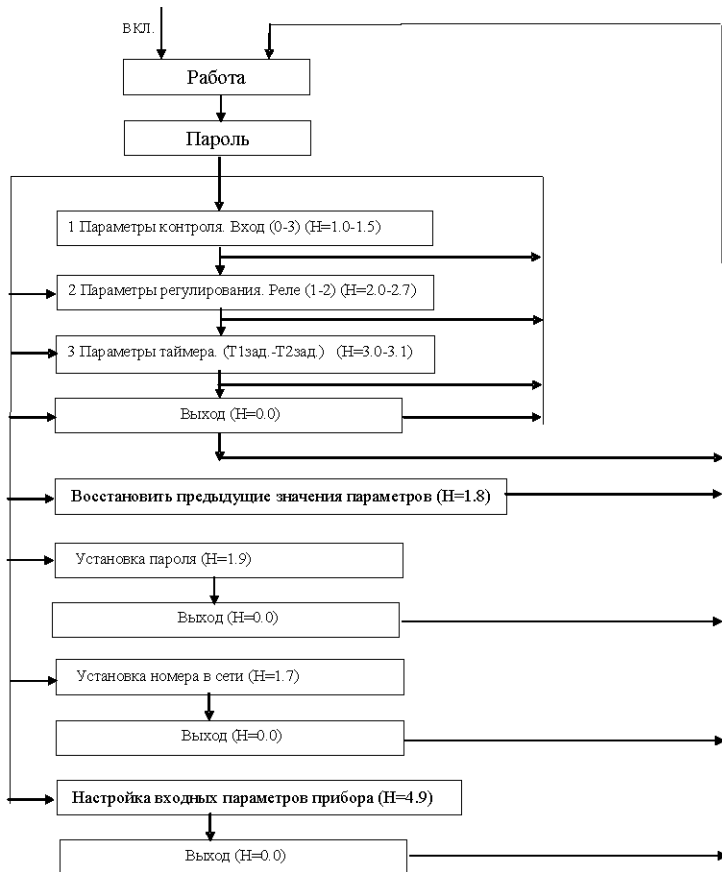 ВКЛ.
Работа
Пароль
1 Параметры контроля. Вход (0-3) (Н=1.0-1.5)
2 Параметры регулирования. Реле (1-2) (Н=2.0-2.7)
3 Параметры таймера. (Т1зад.-Т2зад.) (Н=3.0-3.1)
Выход (Н=0.0)
Восстановить предыдущие значения параметров (Н=1.8)
Установка пароля (Н=1.9)
Выход (Н=0.0)
Установка номера в сети (Н=1.7)
Выход (Н=0.0)
Настройка входных параметров прибора (Н=4.9)
Выход (Н=0.0)